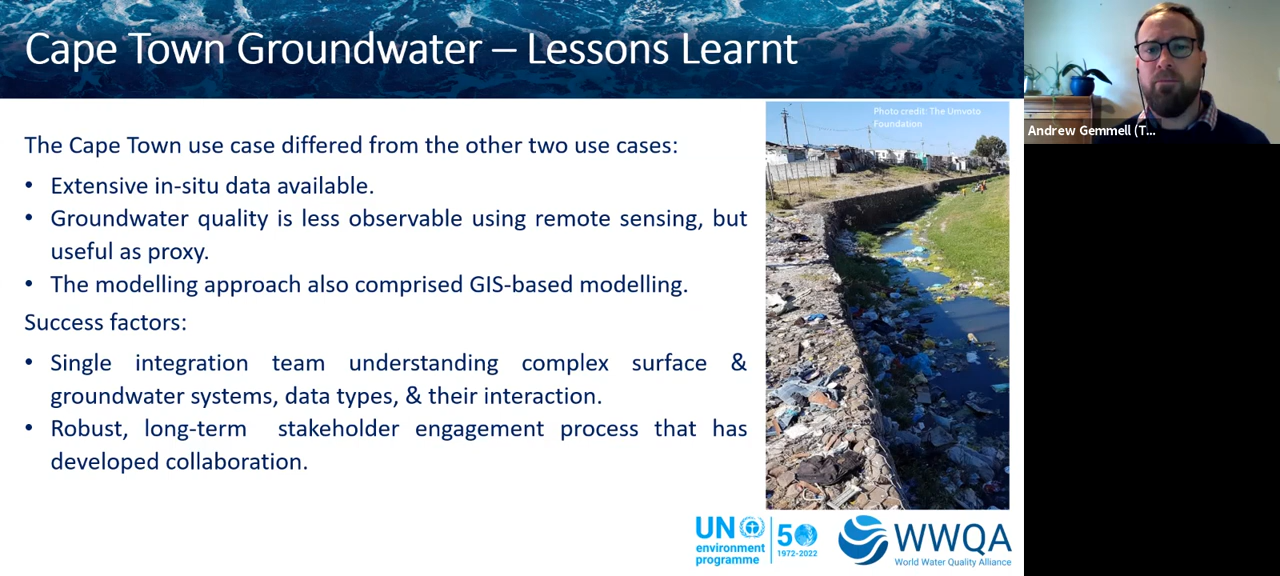 Cape Town Groundwater – Lessons Learnt
The Cape Town use case differed from the other two use cases:
• Extensive in-situ data available.
• Groundwater quality is less observable using remote sensing, but
useful as proxy.
• The modelling approach also comprised GIS-based modelling.
Success factors:
• Single integration team understanding complex surface &
groundwater systems, data types, & their interaction.
• Robust, long-term stakeholder engagement process that has
developed collaboration.
Photo credit: The Umvoto
Foundation
UN
environment
programme
50
1972-2022
WWQA
World Water Quality Alliance
Andrew Gemmell (T...